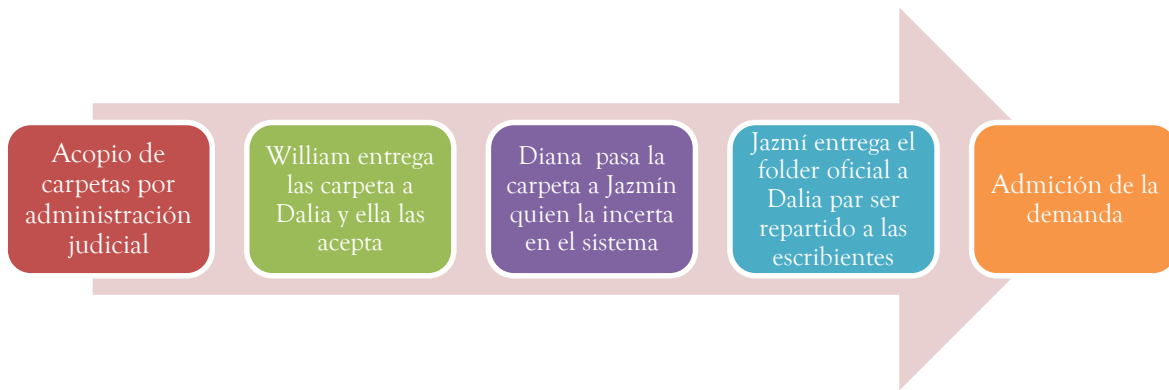 Acopio de
carpetas por
administración
judicial
William entrega
las carpeta a
Dalia y ella las
acepta
Diana pasa la
carpeta a Jazmín
quien la incerta
en el sistema
Jazmí entrega el
folder oficial a
Dalia par ser
repartido a las
escribientes
Admición de la
demanda